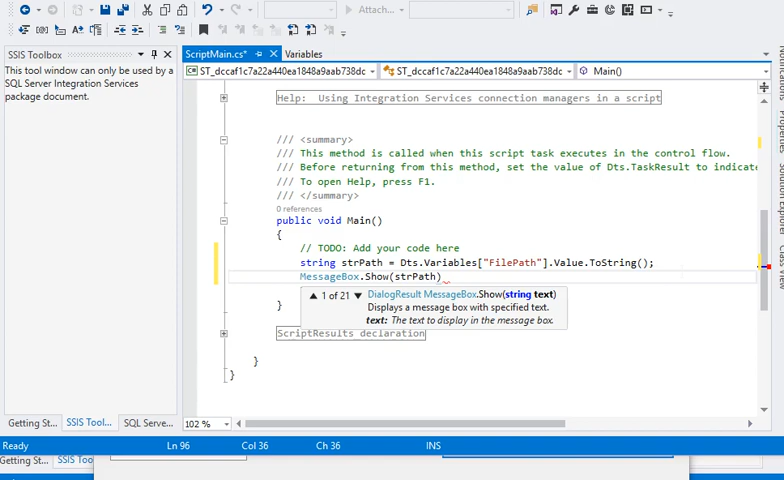 Attach...
SSIS Toolbox
This tool window can only be used by a
SQL Server Integration Services
package document.
ScriptMain.cs*
Variables
ST_dccaf1c7a22a440ea1848a9aab738dc
ST_dccaf1c7a22a440ea1848a9aab738dc
Main()
Help:  Using Integration Services connection managers in a script
/// <summary>
/// This method is called when this script task executes in the control flow.
/// Before returning from this method, set the value of Dts.TaskResult to indicate
/// To open Help, press F1.
/// </summary>
0 references
public void Main()
{
// TODO: Add your code here
string strPath = Dts.Variables["FilePath"].Value.ToString();
MessageBox.Show(strPath)
1 of 21
DialogResult MessageBox.Show(string text)
Displays a message box with specified text.
text: The text to display in the message box.
}
ScriptResults declaration
}
}
Notifications
Properties
Solution Explorer
Class View
102 %
Getting St...
SSIS Tool...
SQL Serve...
Ready
Ln 96
Col 36
Ch 36
INS
Getting St...
SSIS Tool